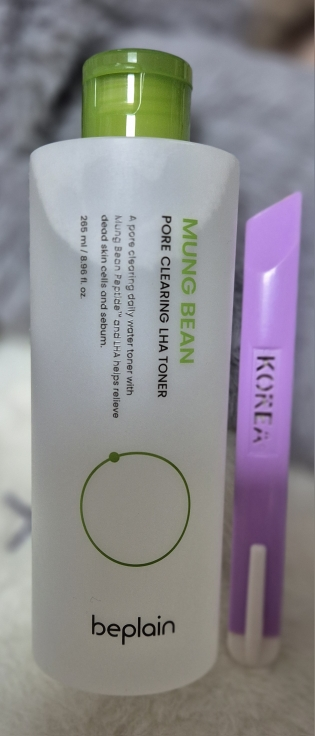 MUNG BEAN
PORE CLEARING LHA TONER
A pore clearing daily water toner with
Mung Bean Peptide™ and LHA helps relieve
dead skin cells and sebum.
265 ml / 8.96 fl. oz.
beplain
KOREA